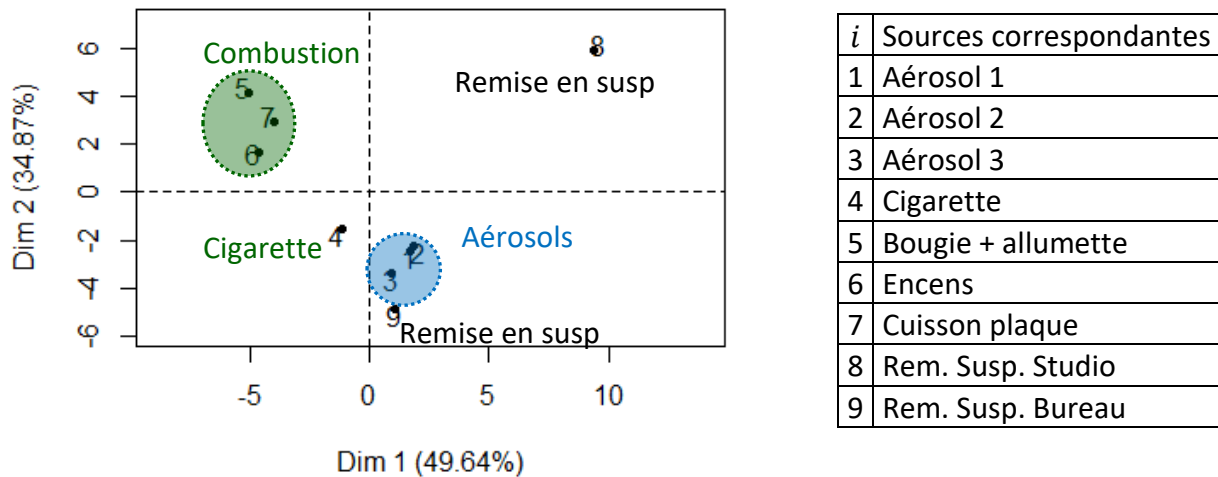 Combustion
8
Remise en susp
5
7
6
Cigarette
4
Aérosols
1
2
3
9
Remise en susp
6
4
2
0
-2
-4
-6
Dim 2 (34.87%)
-5
0
5
10
Dim 1 (49.64%)
i Sources correspondantes
1 Aérosol 1
2 Aérosol 2
3 Aérosol 3
4 Cigarette
5 Bougie + allumette
6 Encens
7 Cuisson plaque
8 Rem. Susp. Studio
9 Rem. Susp. Bureau